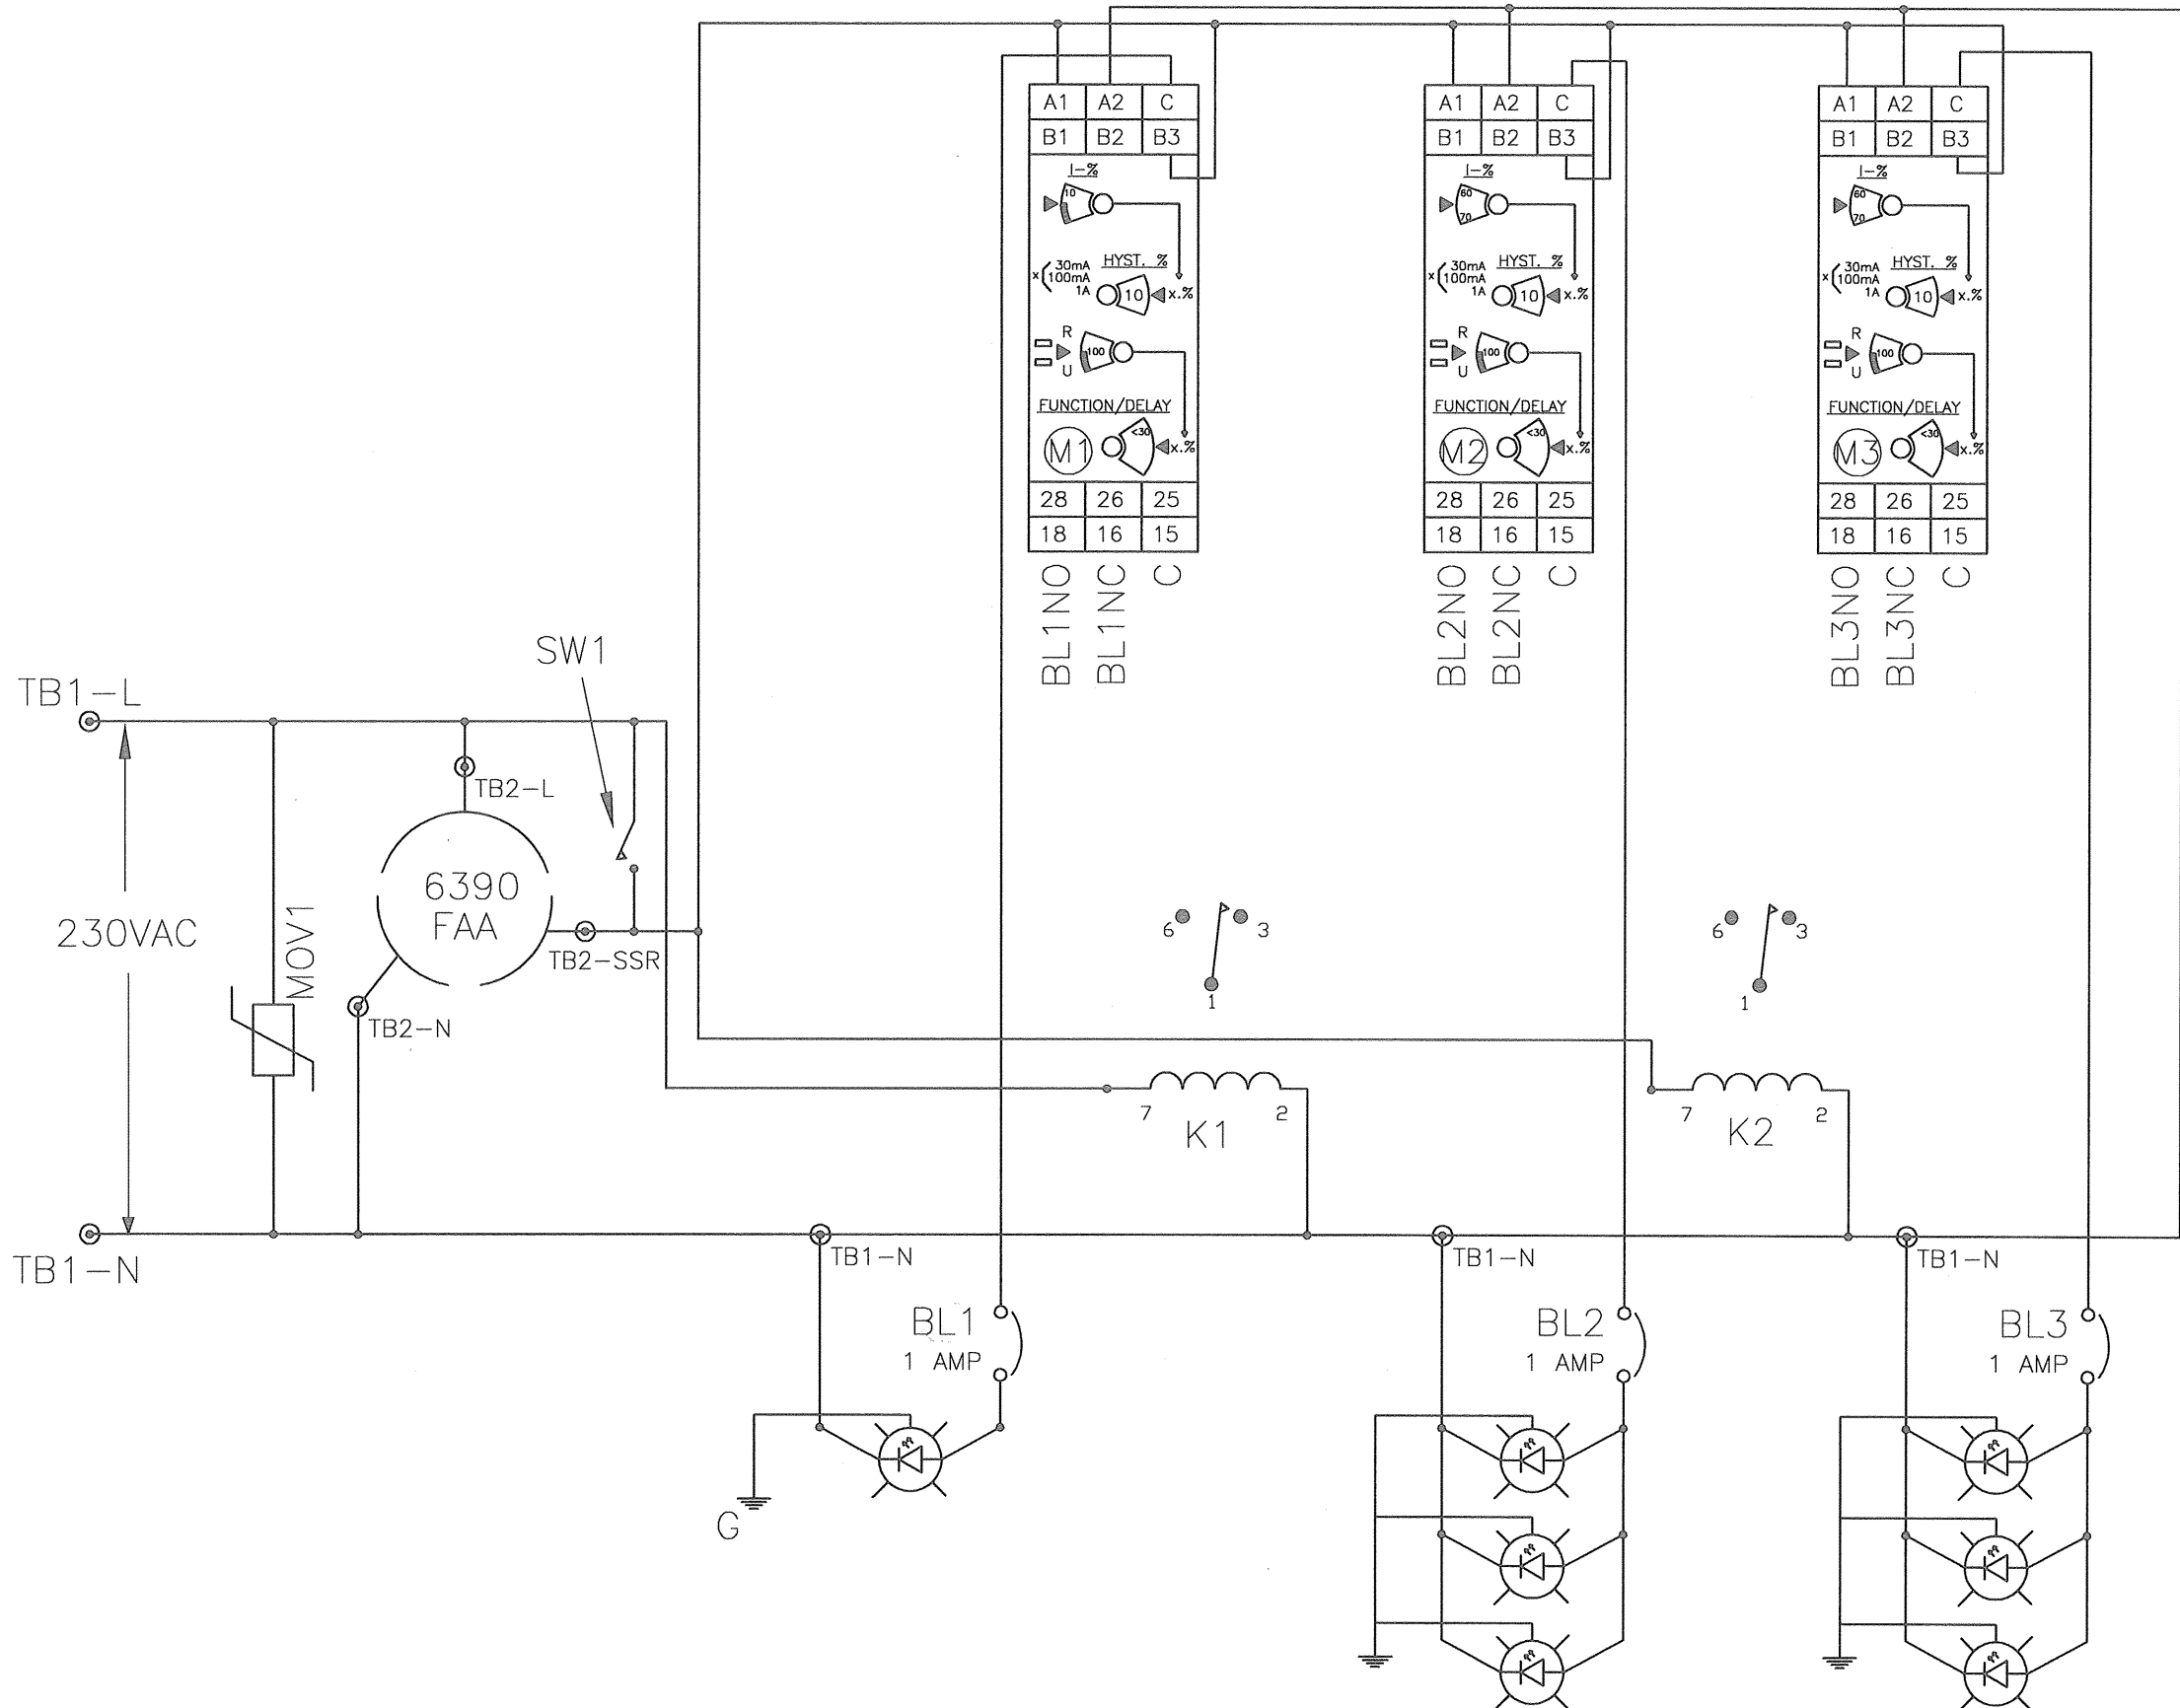 A1 A2 C
B1 B2 B3
I-%
10
30mA
x 100mA
1A
HYST. %
10 x.%
R
100
U
FUNCTION/DELAY
M1 <30 x.%
28 26 25
18 16 15
BL1NO BL1NC C
A1 A2 C
B1 B2 B3
I-%
60
70
30mA
x 100mA
1A
HYST. %
10 x.%
R
100
U
FUNCTION/DELAY
M2 <30 x.%
28 26 25
18 16 15
BL2NO BL2NC C
A1 A2 C
B1 B2 B3
I-%
60
70
30mA
x 100mA
1A
HYST. %
10 x.%
R
100
U
FUNCTION/DELAY
M3 <30 x.%
28 26 25
18 16 15
BL3NO BL3NC C
SW1
TB1-L
TB2-L
6390
FAA
230VAC
MOV1
TB2-SSR
TB2-N
6 3
1
6 3
1
7 2
K1
7 2
K2
TB1-N
TB1-N
TB1-N
TB1-N
BL1
1 AMP
BL2
1 AMP
BL3
1 AMP
G